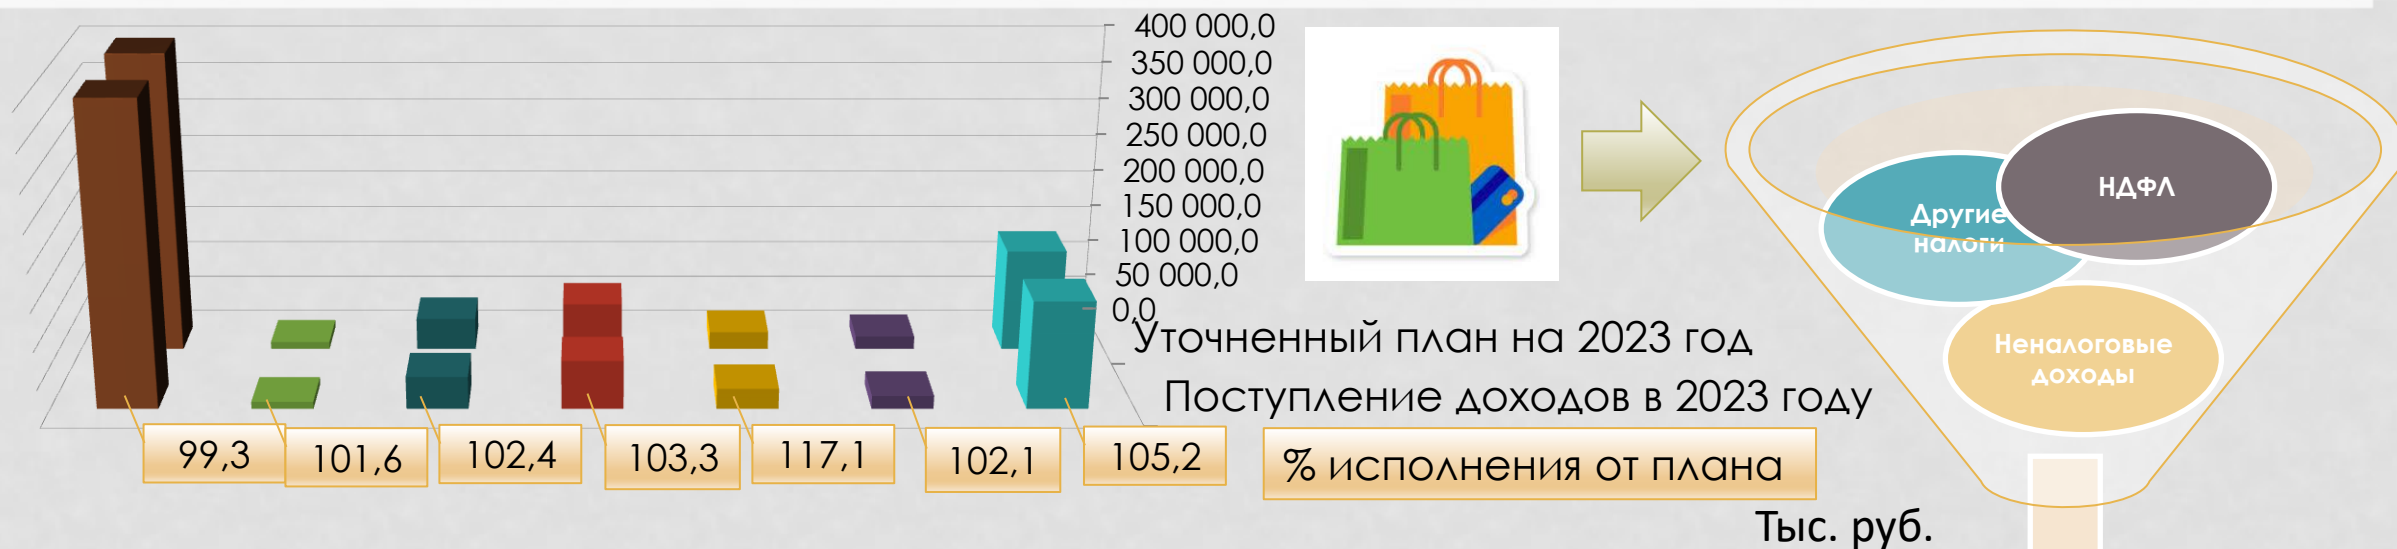 400 000,0
350 000,0
300 000,0
250 000,0
200 000,0
150 000,0
100 000,0
50 000,0
0,0
Уточненный план на 2023 год
Поступление доходов в 2023 году
99,3
101,6
102,4
103,3
117,1
102,1
105,2
% исполнения от плана
Тыс. руб.
НДФЛ
Другие
налоги
Неналоговые
доходы